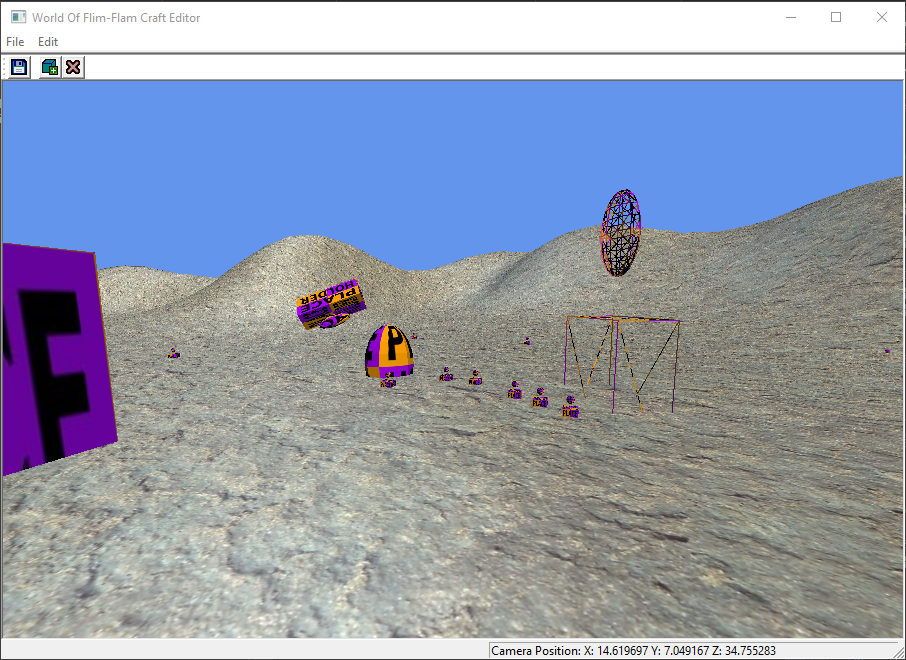 World Of Flim-Flam Craft Editor
File Edit
F
PLACE
HOLDER
P
Camera Position: X: 14.619697 Y: 7.049167 Z: 34.755283